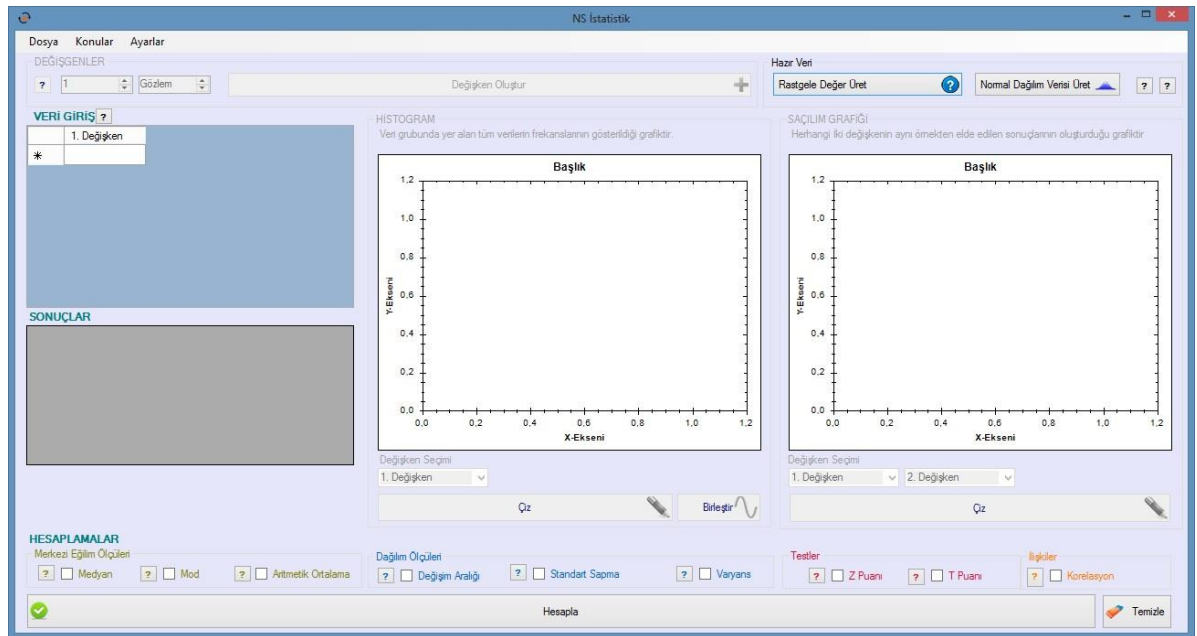 NS İstatistik
Dosya Konular Ayarlar
DEĞİŞGENLER
? 1 Gözlem Değişken Oluştur
Hazır Veri
Rastgele Değer Üret ? Normal Dağılım Verisi Üret ? ?
VERİ GİRİŞ ?
1. Değişken
*
SONUÇLAR
HISTOGRAM
Veri grubunda yer alan tüm verilerin frekanslarının gösterildiği grafiktir.
Başlık
1,2
1,0
0,8
0,6
0,4
0,2
0,0
Y-Ekseni
0,0 0,2 0,4 0,6 0,8 1,0 1,2
X-Ekseni
Değişken Seçimi
1. Değişken
Çiz Birleştir
SAÇILIM GRAFİĞİ
Herhangi iki değişkenin aynı örnekten elde edilen sonuçlarının oluşturduğu grafiktir
Başlık
1,2
1,0
0,8
0,6
0,4
0,2
0,0
Y-Ekseni
0,0 0,2 0,4 0,6 0,8 1,0 1,2
X-Ekseni
Değişken Seçimi
1. Değişken 2. Değişken
Çiz
HESAPLAMALAR
Merkezi Eğilim Ölçüleri
? Medyan ? Mod ? Aritmetik Ortalama
Dağılım Ölçüleri
? Değişim Aralığı ? Standart Sapma ? Varyans
Testler
? Z Puanı ? T Puanı
İlişkiler
? Korelasyon
Hesapla
Temizle